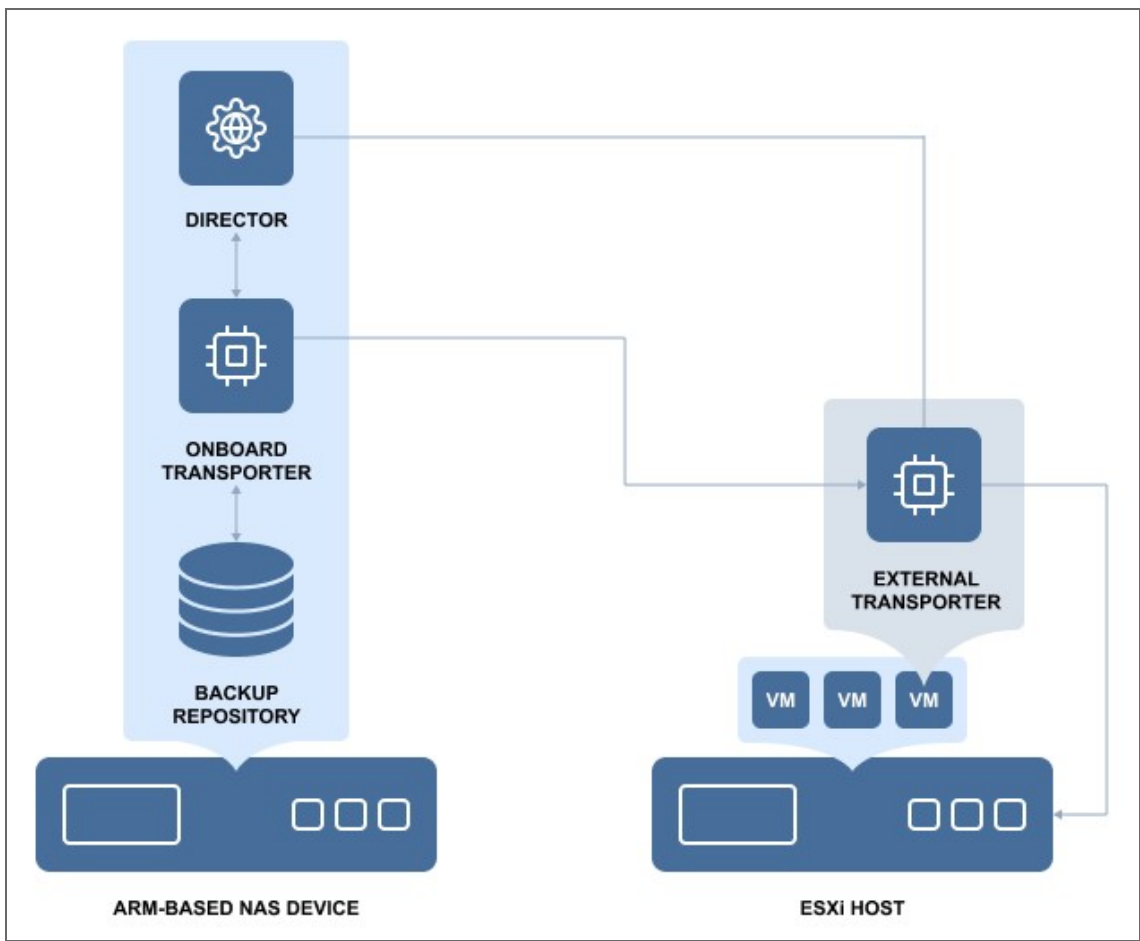 DIRECTOR
ONBOARD
TRANSPORTER
EXTERNAL
TRANSPORTER
BACKUP
REPOSITORY
VM VM VM
ARM-BASED NAS DEVICE
ESXi HOST